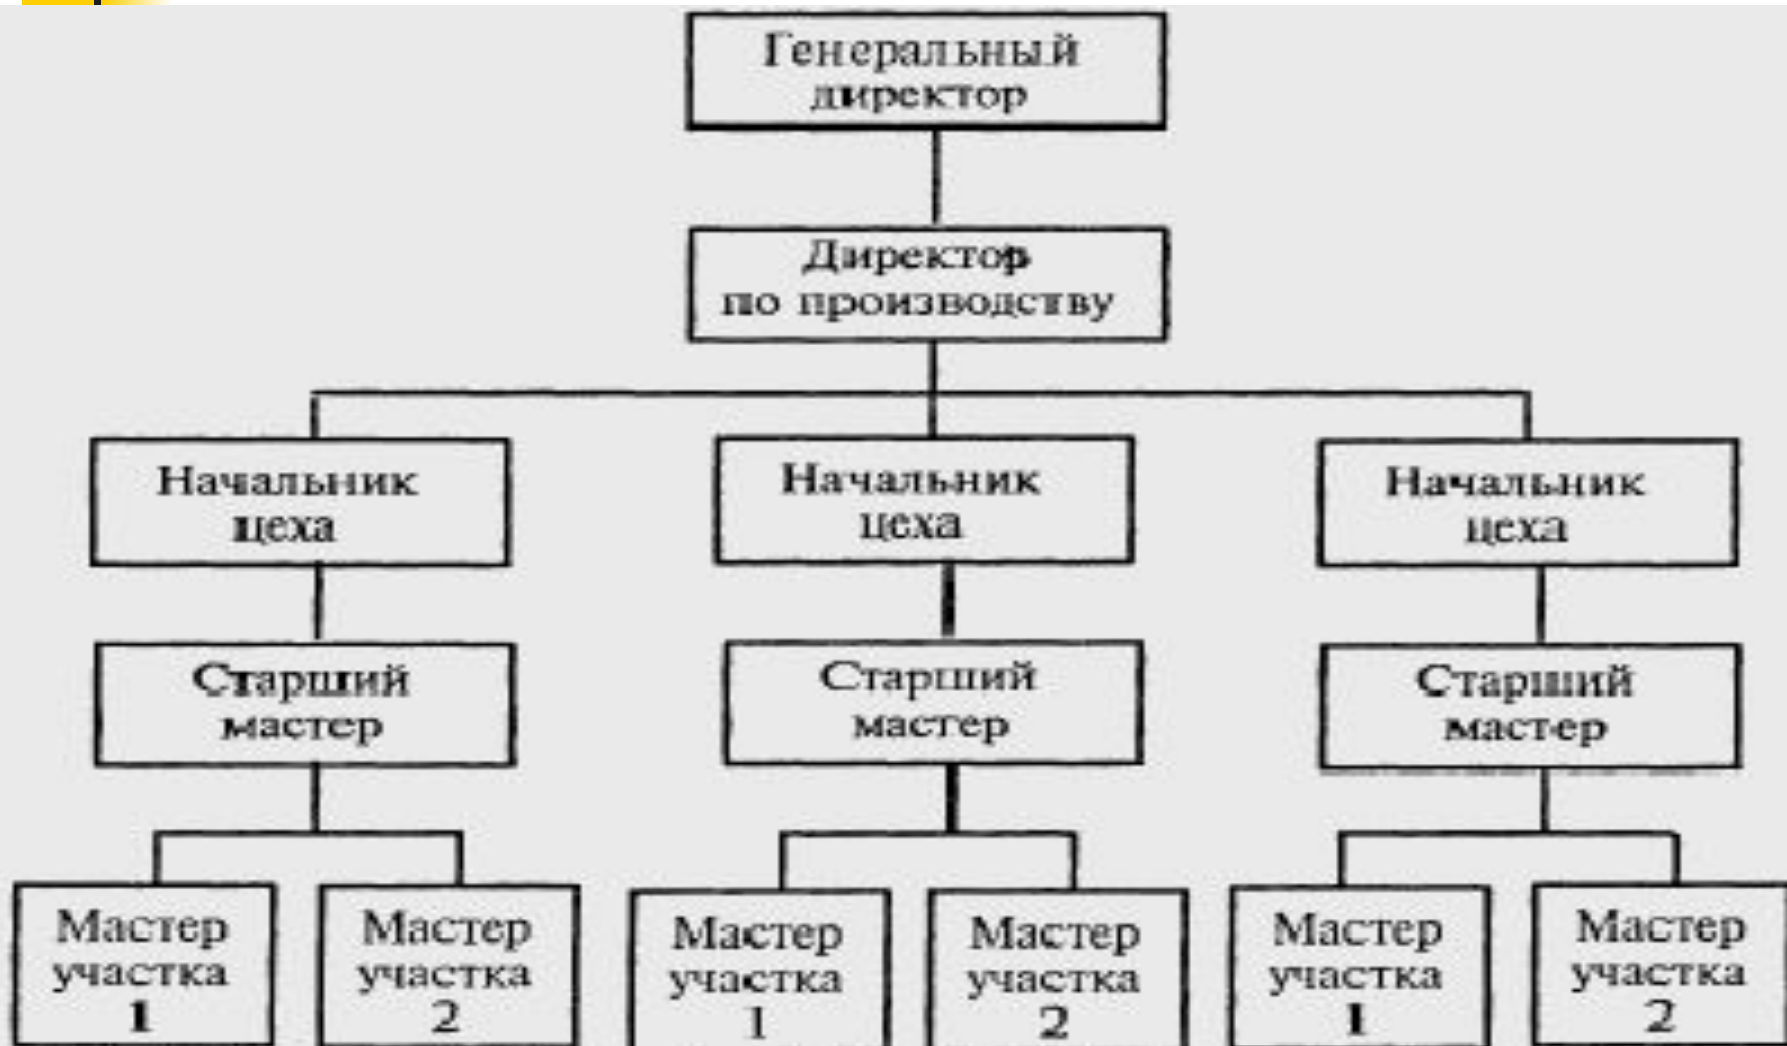 Генеральный
директор
Директор
по производству
Начальник
цеха
Начальник
цеха
Начальник
цеха
Старший
мастер
Старший
мастер
Старший
мастер
Мастер
участка
1
Мастер
участка
2
Мастер
участка
1
Мастер
участка
2
Мастер
участка
1
Мастер
участка
2